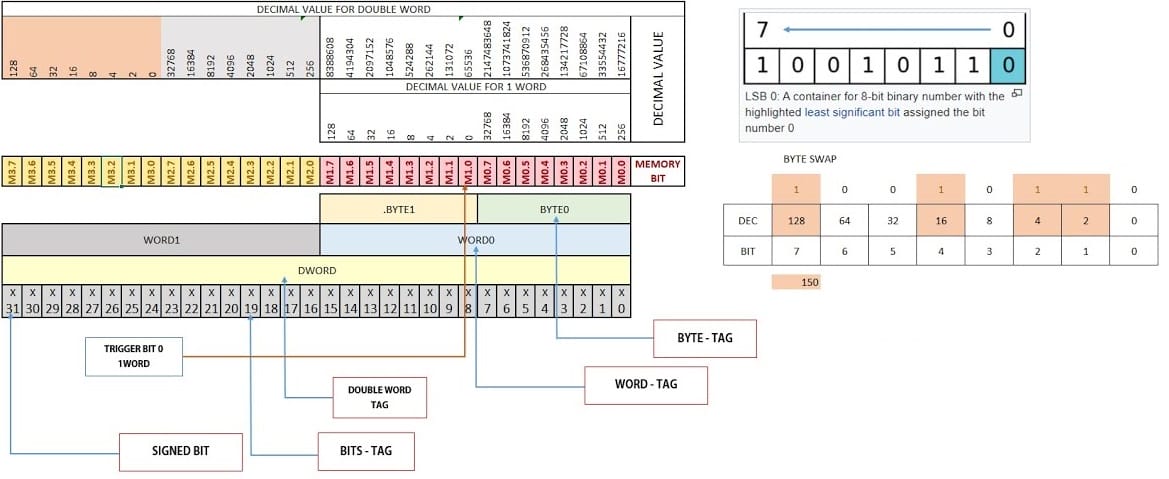 DECIMAL VALUE FOR DOUBLE WORD
128 64 32 16 8 4 2 0 32768 16384 8192 4096 2048 1024 512 256 8388608 4194304 2097152 1048576 524288 262144 131072 65536 2147483648 1073741824 536870912 268435456 134217728 67108864 33554432 16777216
DECIMAL VALUE
DECIMAL VALUE FOR 1 WORD
128 64 32 16 8 4 2 0 32768 16384 8192 4096 2048 1024 512 256
M3.7 M3.6 M3.5 M3.4 M3.3 M3.2 M3.1 M3.0 M2.7 M2.6 M2.5 M2.4 M2.3 M2.2 M2.1 M2.0 M1.7 M1.6 M1.5 M1.4 M1.3 M1.2 M1.1 M1.0 M0.7 M0.6 M0.5 M0.4 M0.3 M0.2 M0.1 M0.0
MEMORY
BIT
.BYTE1 BYTE0
WORD1 WORD0
DWORD
X X X X X X X X X X X X X X X X X X X X X X X X X X X X X X X X
31 30 29 28 27 26 25 24 23 22 21 20 19 18 17 16 15 14 13 12 11 10 9 8 7 6 5 4 3 2 1 0
TRIGGER BIT 0
1WORD
BYTE - TAG
WORD - TAG
DOUBLE WORD
TAG
SIGNED BIT
BITS - TAG
7 0
1 0 0 1 0 1 1 0
LSB 0: A container for 8-bit binary number with the
highlighted least significant bit assigned the bit
number 0
BYTE SWAP
1 0 0 1 0 1 1 0
DEC 128 64 32 16 8 4 2 0
BIT 7 6 5 4 3 2 1 0
150